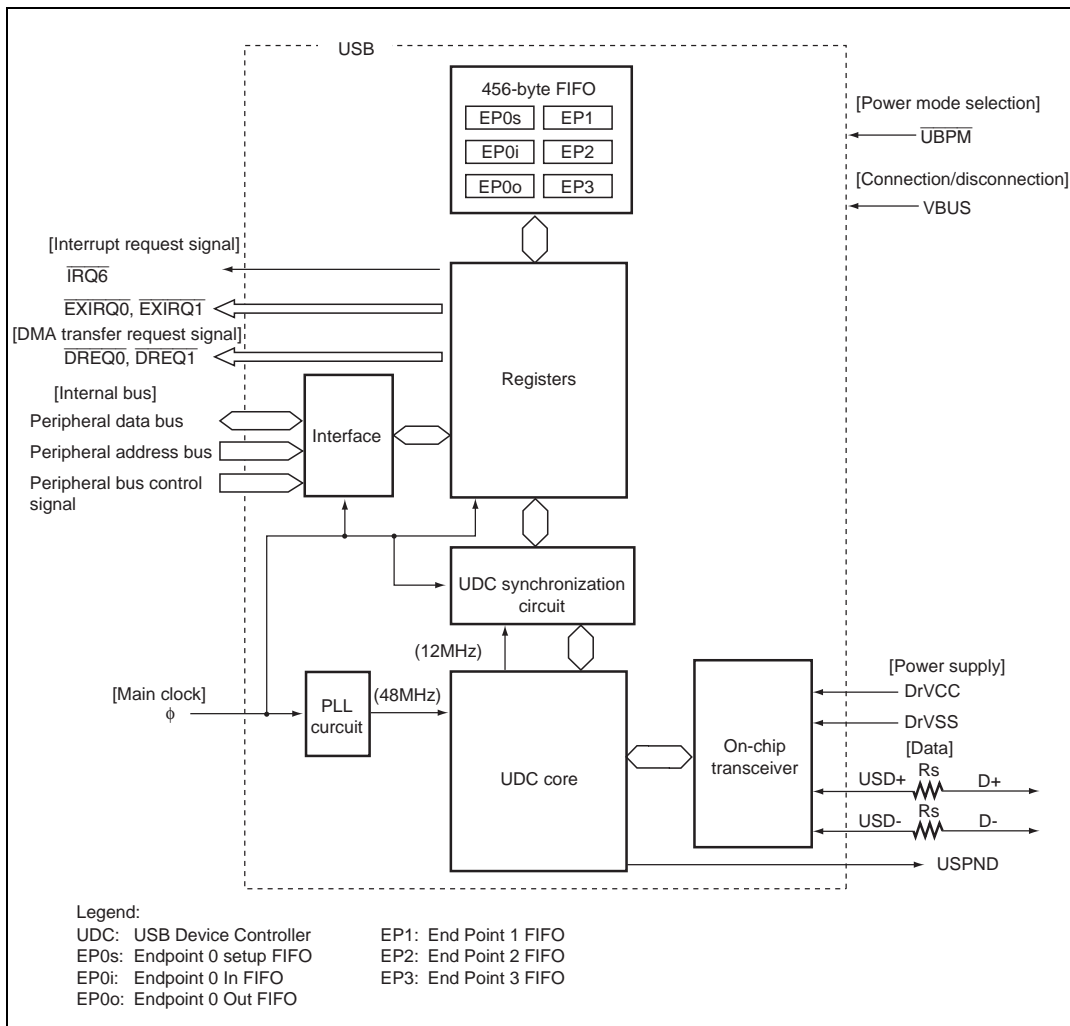 USB
456-byte FIFO
EP0s EP1
EP0i EP2
EP0o EP3
[Power mode selection]
UBPM
[Connection/disconnection]
VBUS
[Interrupt request signal]
IRQ6
EXIRQ0, EXIRQ1
[DMA transfer request signal]
DREQ0, DREQ1
[Internal bus]
Peripheral data bus
Peripheral address bus
Peripheral bus control
signal
Interface
Registers
UDC synchronization
circuit
(12MHz)
[Main clock]
φ
PLL
curcuit
(48MHz)
UDC core
On-chip
transceiver
[Power supply]
DrVCC
DrVSS
[Data]
USD+ Rs D+
USD- Rs D-
USPND
Legend:
UDC: USB Device Controller
EP0s: Endpoint 0 setup FIFO
EP0i: Endpoint 0 In FIFO
EP0o: Endpoint 0 Out FIFO
EP1: End Point 1 FIFO
EP2: End Point 2 FIFO
EP3: End Point 3 FIFO